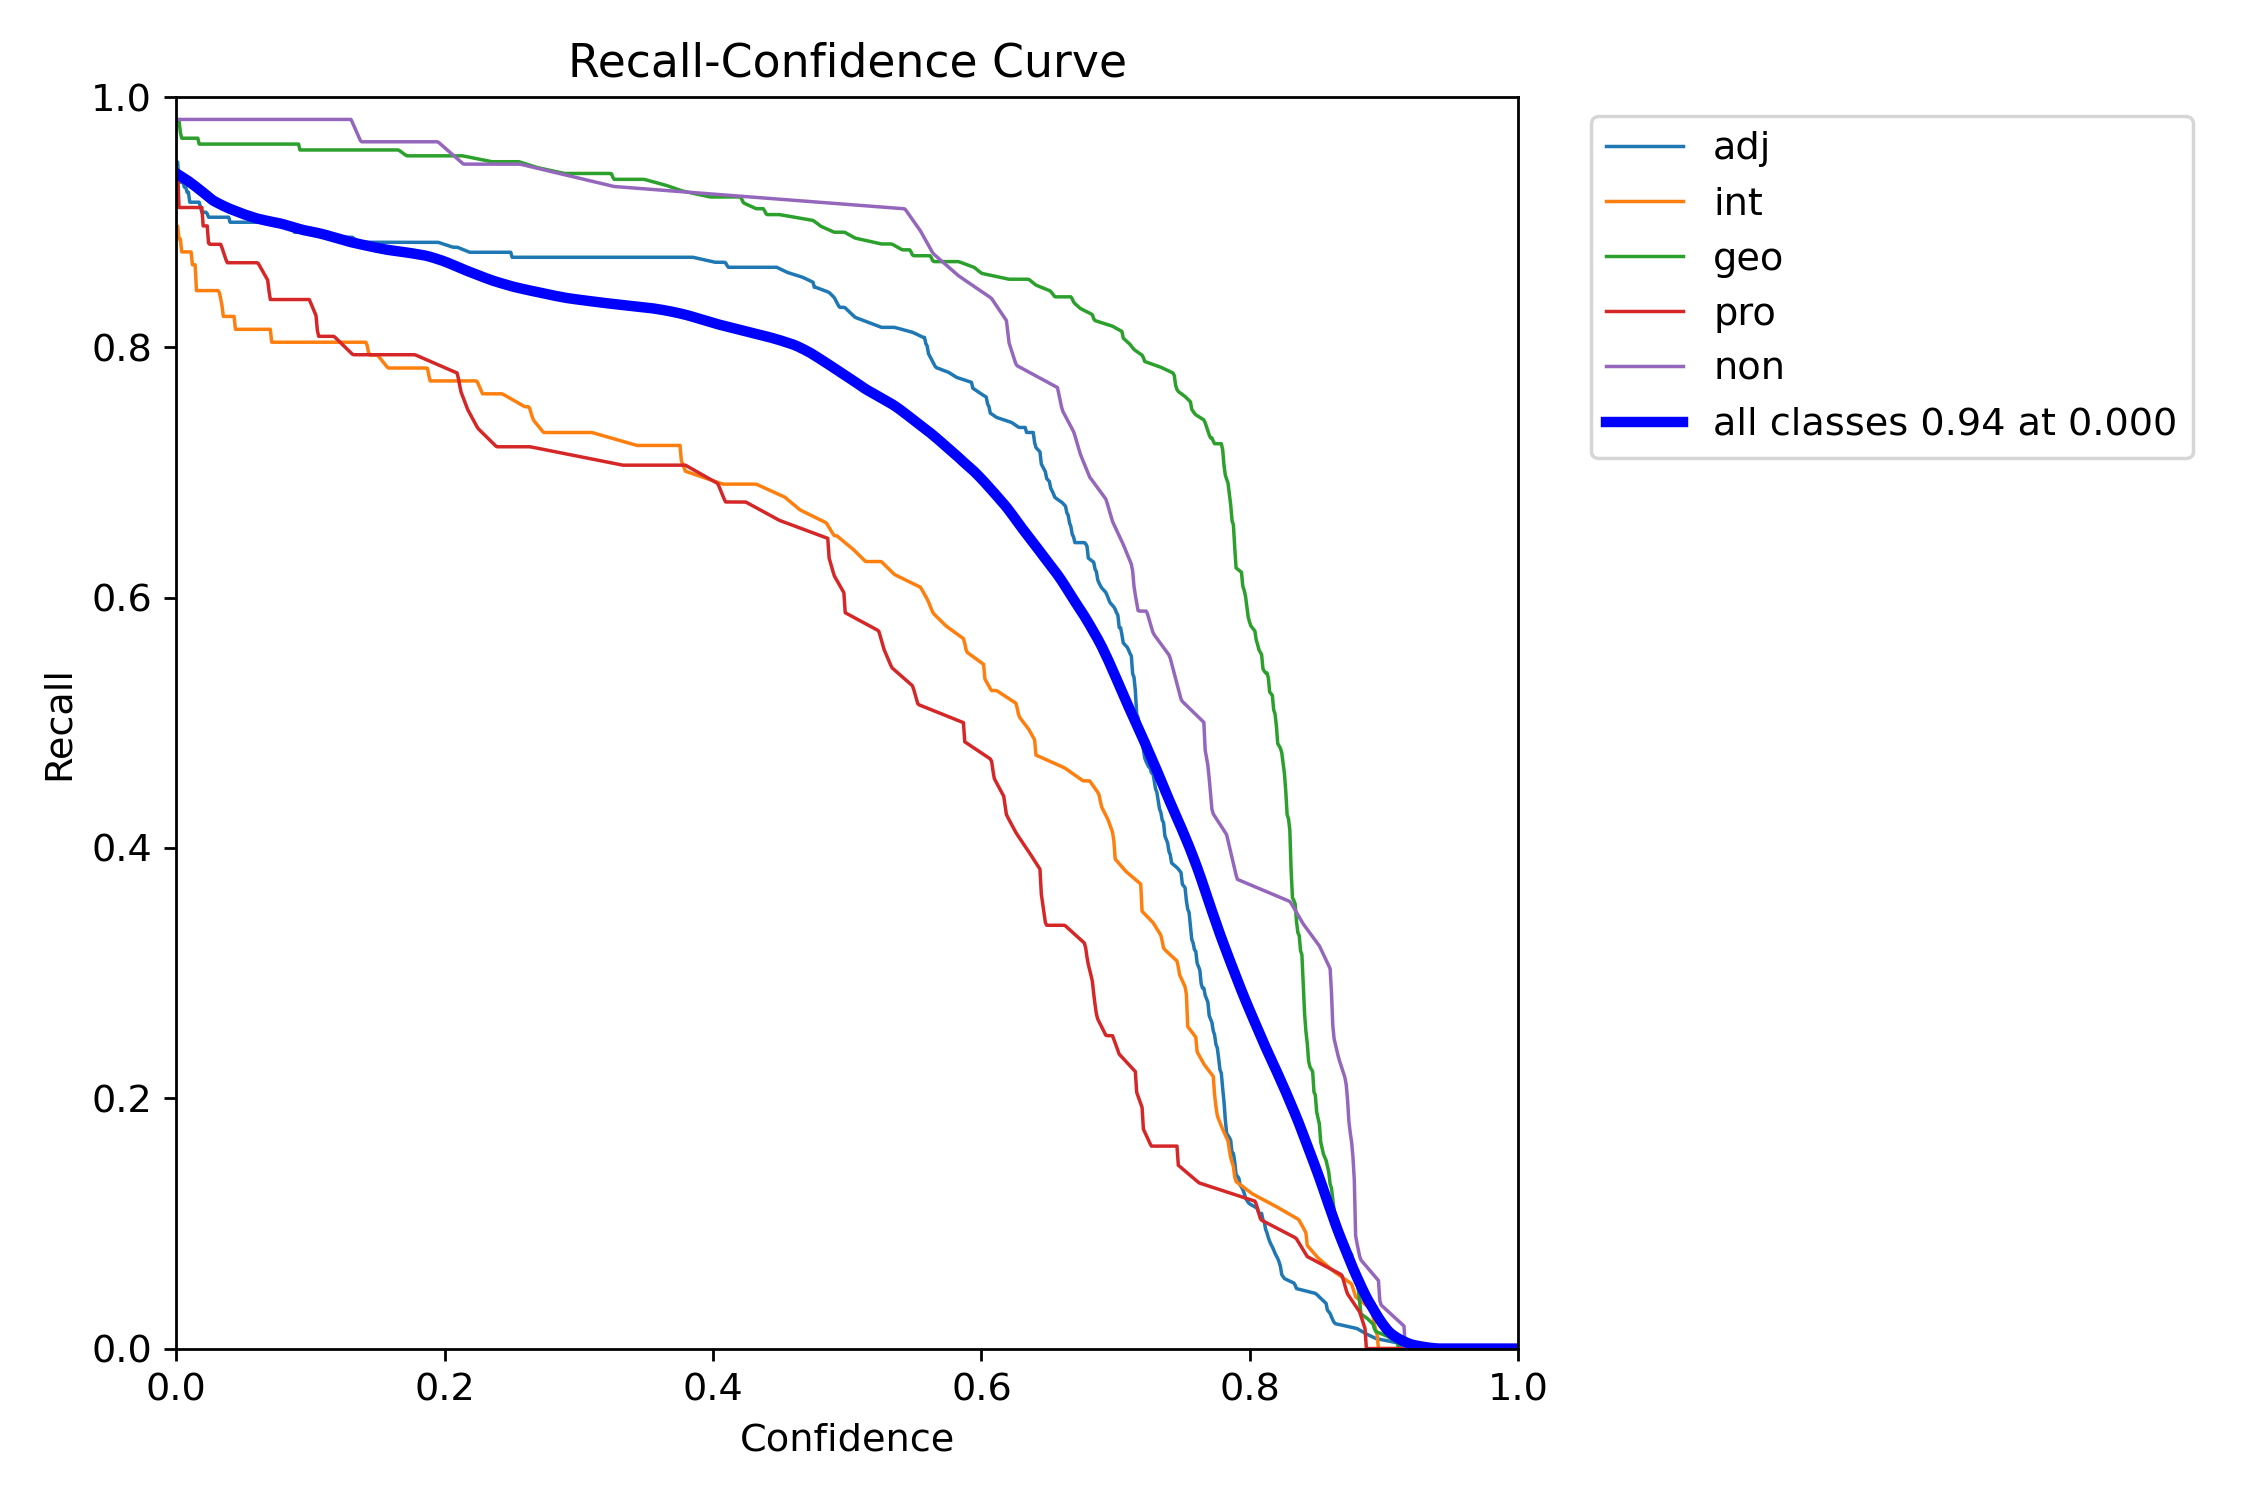 Recall-Confidence Curve
1.0
0.8
0.6
0.4
0.2
0.0
Recall
0.0 0.2 0.4 0.6 0.8 1.0
Confidence
adj
int
geo
pro
non
all classes 0.94 at 0.000